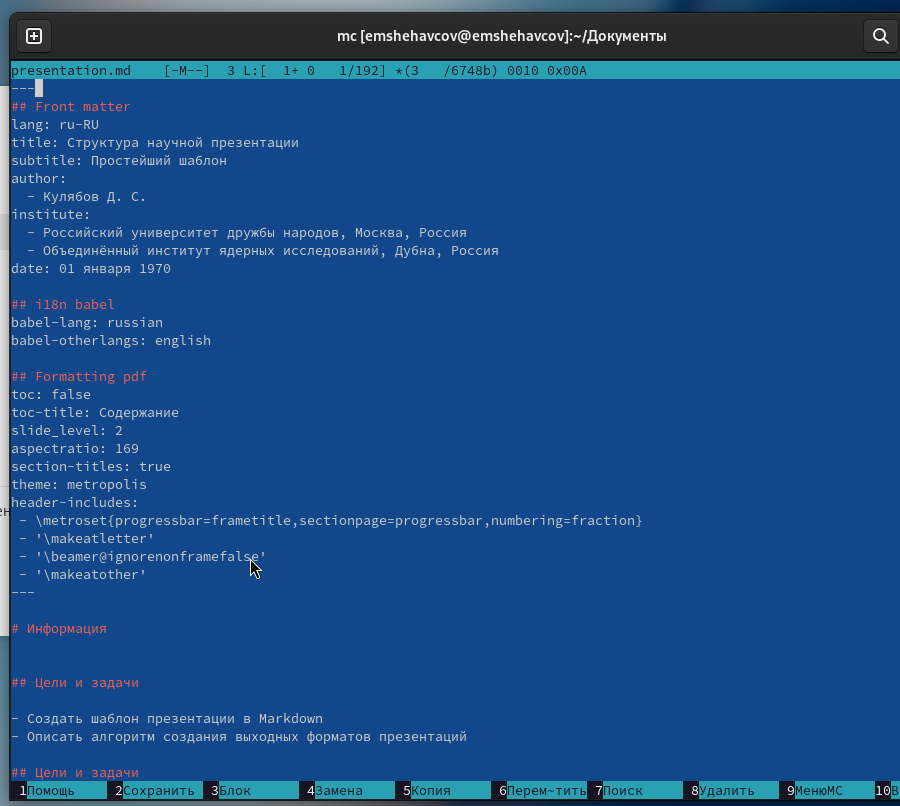 mc [emshehavcov@emshehavcov]:~/Документы
presentation.md    [-M--]  3 L:[  1+ 0   1/192] *(3   /6748b) 0010 0x00A
---
## Front matter
lang: ru-RU
title: Структура научной презентации
subtitle: Простейший шаблон
author:
  - Кулябов Д. С.
institute:
  - Российский университет дружбы народов, Москва, Россия
  - Объединённый институт ядерных исследований, Дубна, Россия
date: 01 января 1970
## i18n babel
babel-lang: russian
babel-otherlangs: english
## Formatting pdf
toc: false
toc-title: Содержание
slide_level: 2
aspectratio: 169
section-titles: true
theme: metropolis
header-includes:
 - \metroset{progressbar=frametitle,sectionpage=progressbar,numbering=fraction}
 - '\makeatletter'
 - '\beamer@ignorenonframefalse'
 - '\makeatother'
---
# Информация
## Цели и задачи
- Создать шаблон презентации в Markdown
- Описать алгоритм создания выходных форматов презентаций
## Цели и задачи
1Помощь 2Сохранить 3Блок 4Замена 5Копия 6Перем~тить 7Поиск 8Удалить 9МенюMC 10